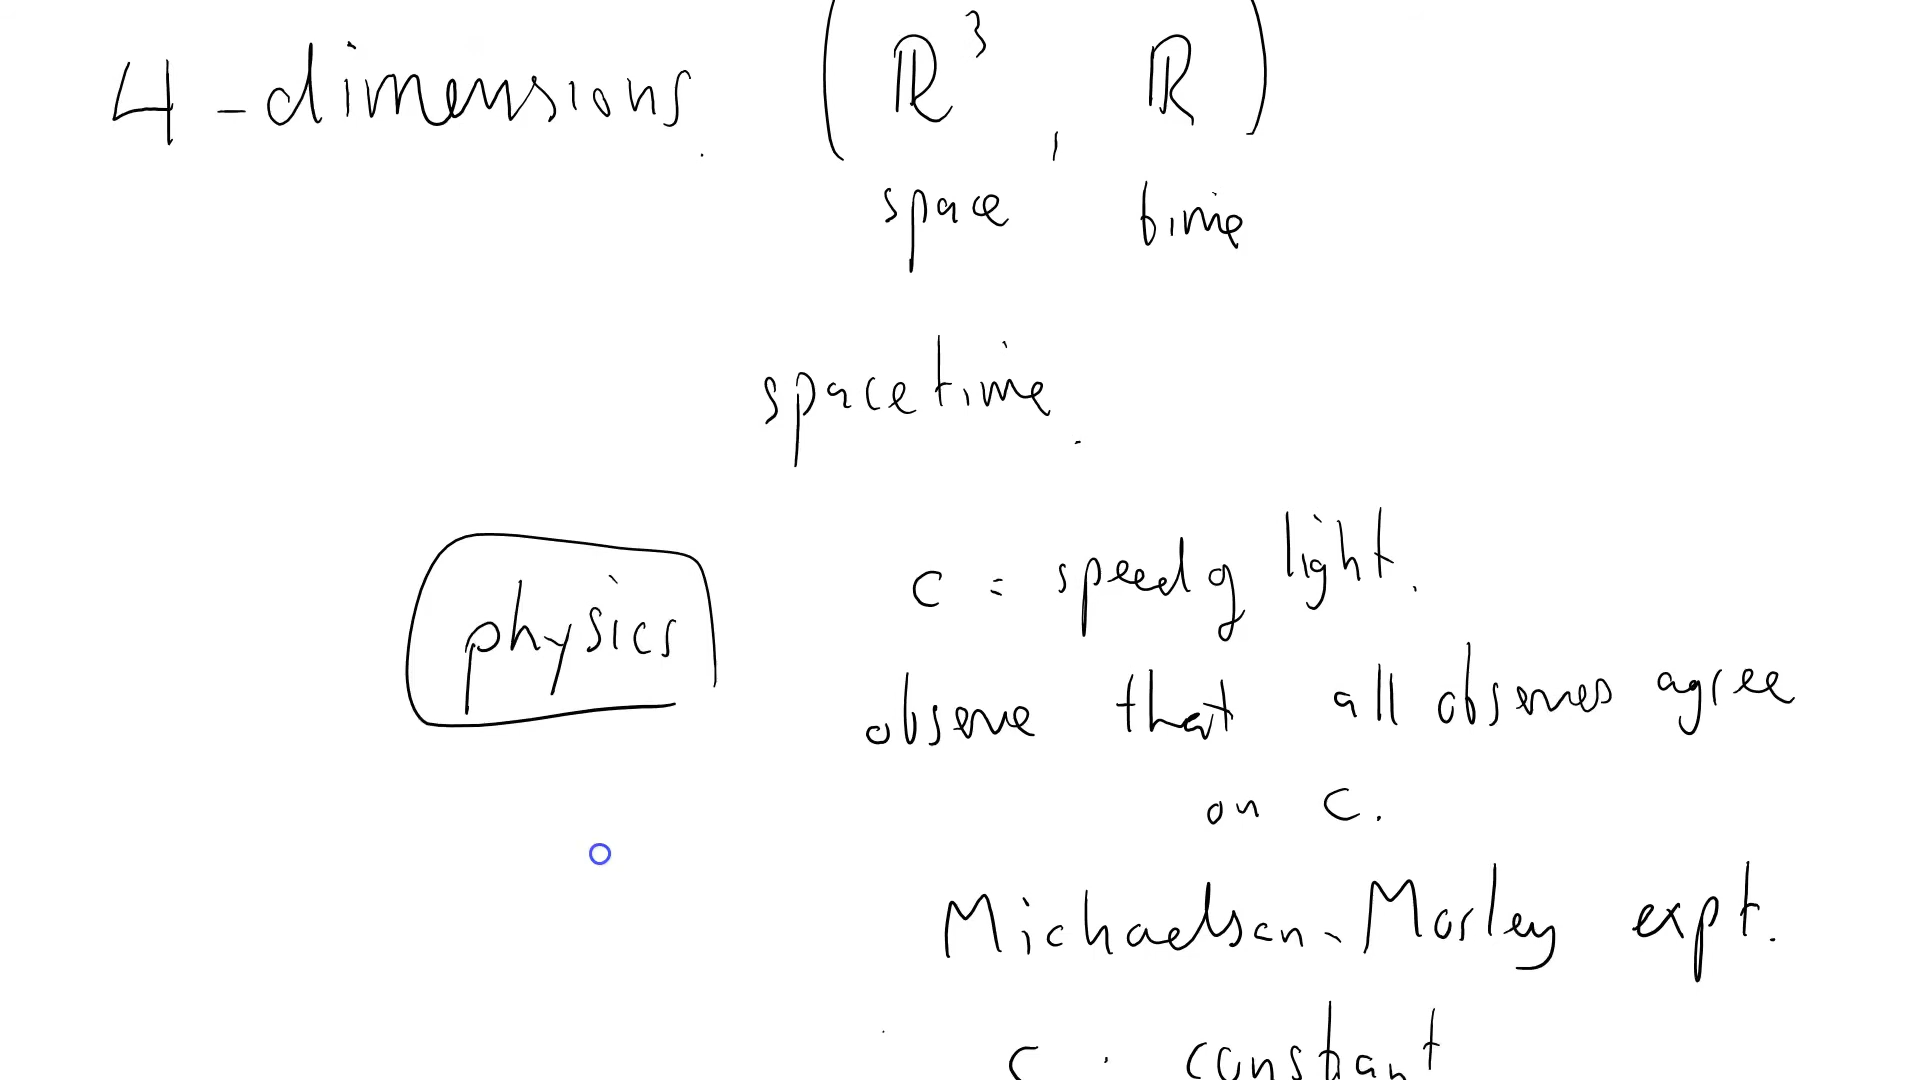 4-dimensions. (ℝ³, ℝ)
space time
spacetime.
physics
c = speed of light.
observe that all observers agree
on c.
Michaelson-Morley expt.
c . constant